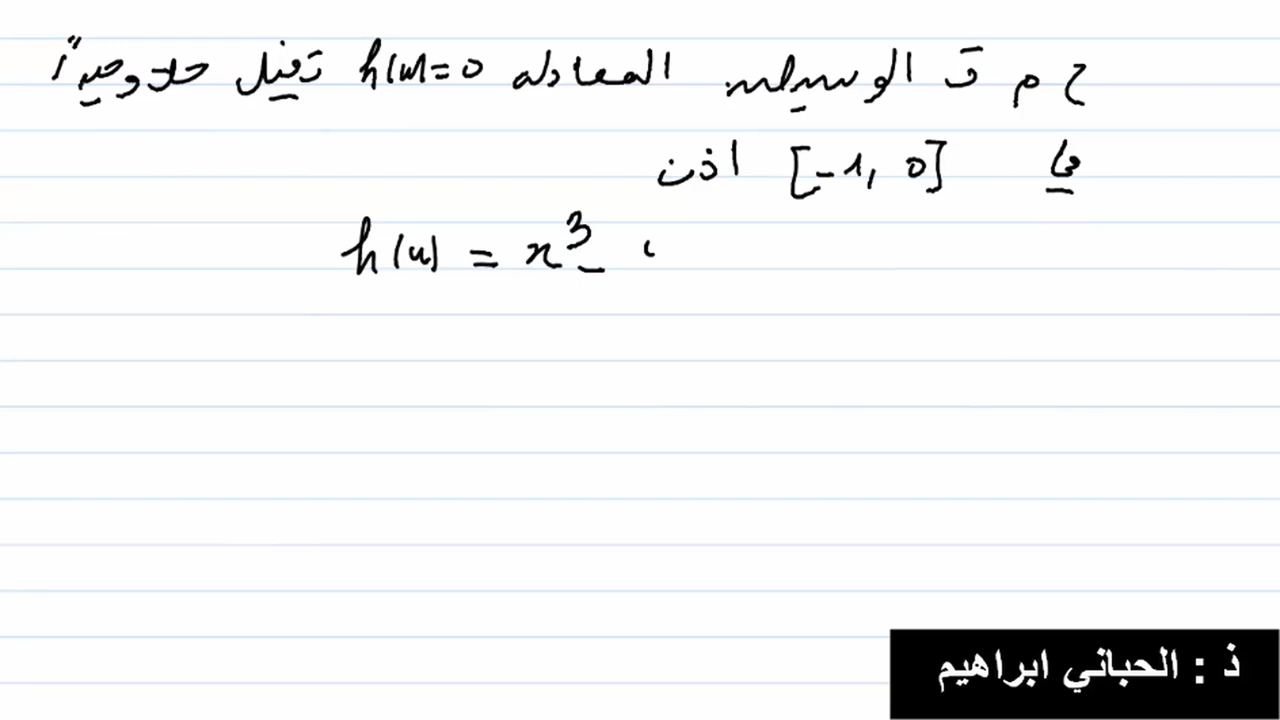 ح م ق الوسيطية المعادلة h(x)=0 تقبل حلا وحيدا
في [-1, 0] اذن
h(x) = x³ -
ذ : الحباني ابراهيم